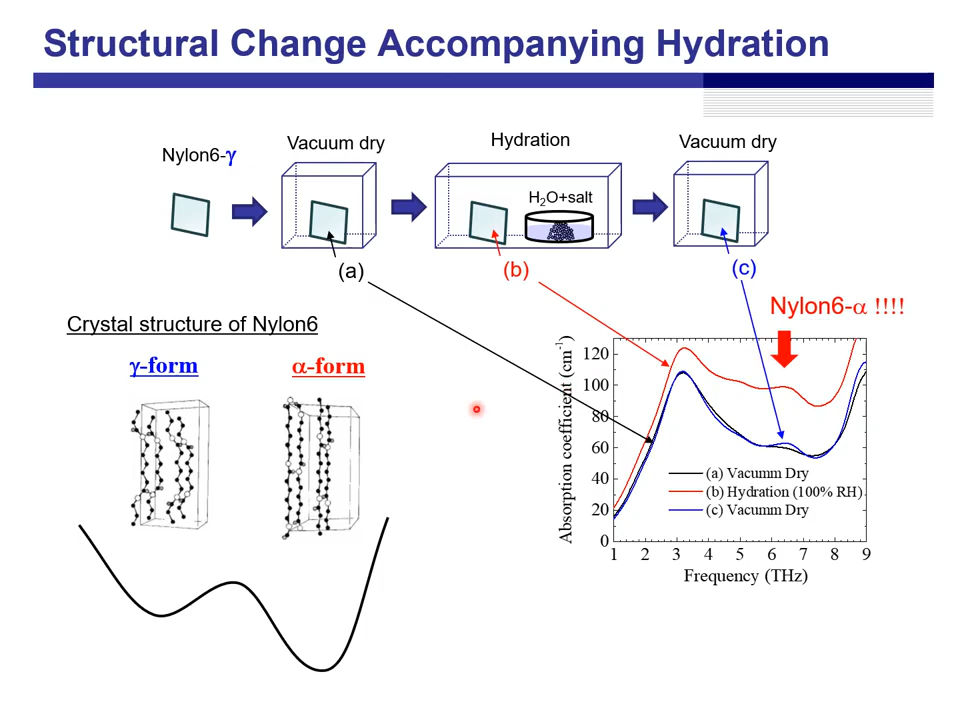 Structural Change Accompanying Hydration
Nylon6-γ
Vacuum dry
Hydration
Vacuum dry
H₂O+salt
(a)
(b)
(c)
Nylon6-α !!!!
Crystal structure of Nylon6
γ-form
α-form
Absorption coefficient (cm⁻¹)
120
100
80
60
40
20
0
(a) Vacumm Dry
(b) Hydration (100% RH)
(c) Vacumm Dry
1 2 3 4 5 6 7 8 9
Frequency (THz)